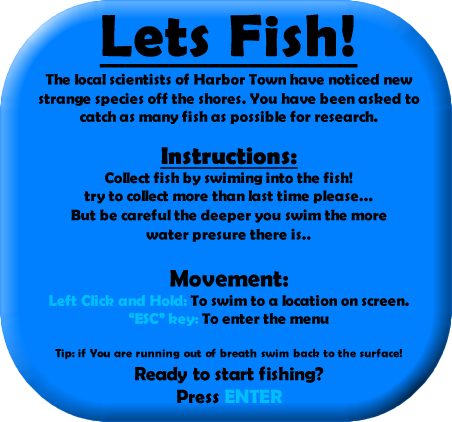 Lets Fish!
The local scientists of Harbor Town have noticed new
strange species off the shores. You have been asked to
catch as many fish as possible for research.
Instructions:
Collect fish by swiming into the fish!
try to collect more than last time please...
But be careful the deeper you swim the more
water presure there is..
Movement:
Left Click and Hold: To swim to a location on screen.
"ESC" key: To enter the menu
Tip: if You are running out of breath swim back to the surface!
Ready to start fishing?
Press ENTER